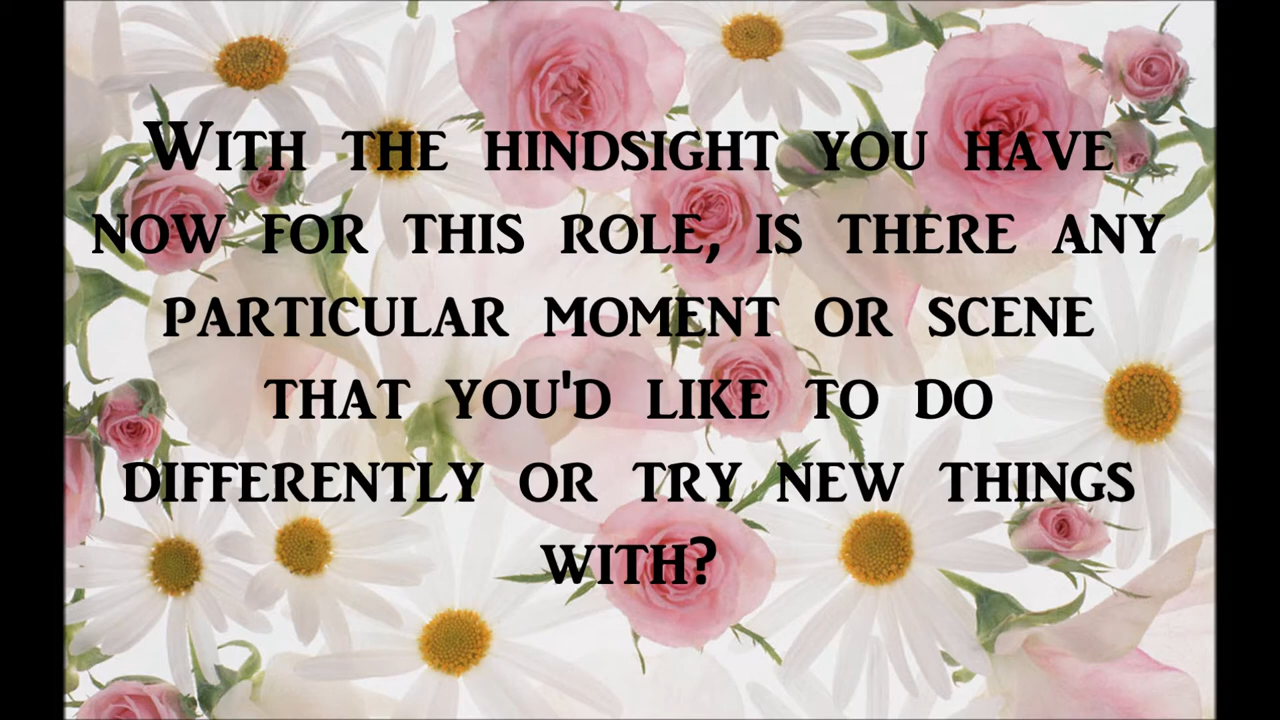 With the hindsight you have
now for this role, is there any
particular moment or scene
that you'd like to do
differently or try new things
with?